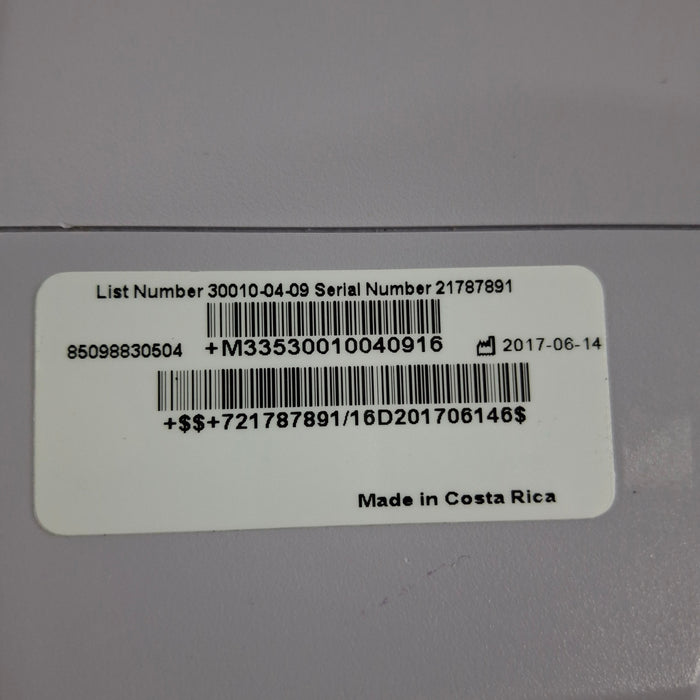 List Number 30010-04-09 Serial Number 21787891
85098830504 +M33530010040916 2017-06-14
+$$+721787891/16D201706146$
Made in Costa Rica